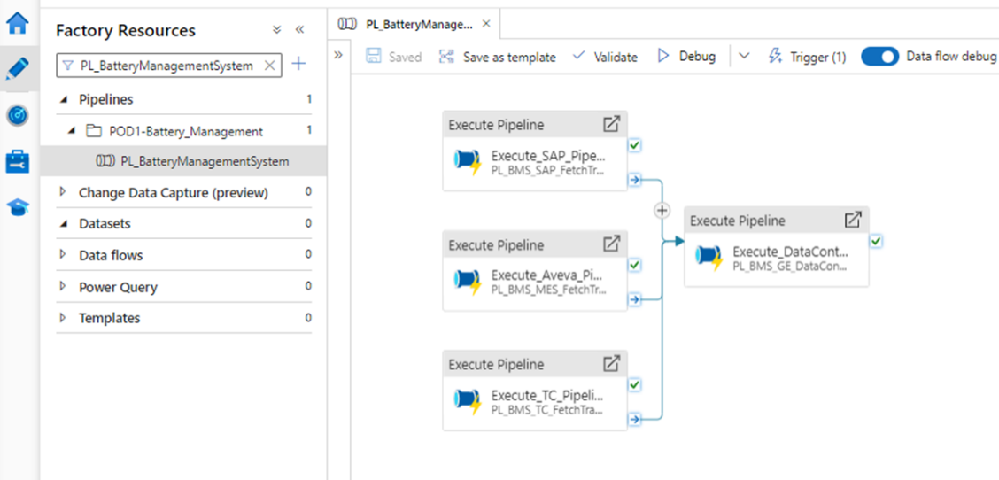 Factory Resources
PL_BatteryManagementSystem
Pipelines 1
POD1-Battery_Management 1
PL_BatteryManagementSystem
Change Data Capture (preview) 0
Datasets 0
Data flows 0
Power Query 0
Templates 0
PL_BatteryManage...
Saved Save as template Validate Debug Trigger (1) Data flow debug
Execute Pipeline
Execute_SAP_Pipe...
PL_BMS_SAP_FetchTr...
Execute Pipeline
Execute_Aveva_Pi...
PL_BMS_MES_FetchTr...
Execute Pipeline
Execute_TC_Pipeli...
PL_BMS_TC_FetchTra...
Execute Pipeline
Execute_DataCont...
PL_BMS_GE_DataCon...